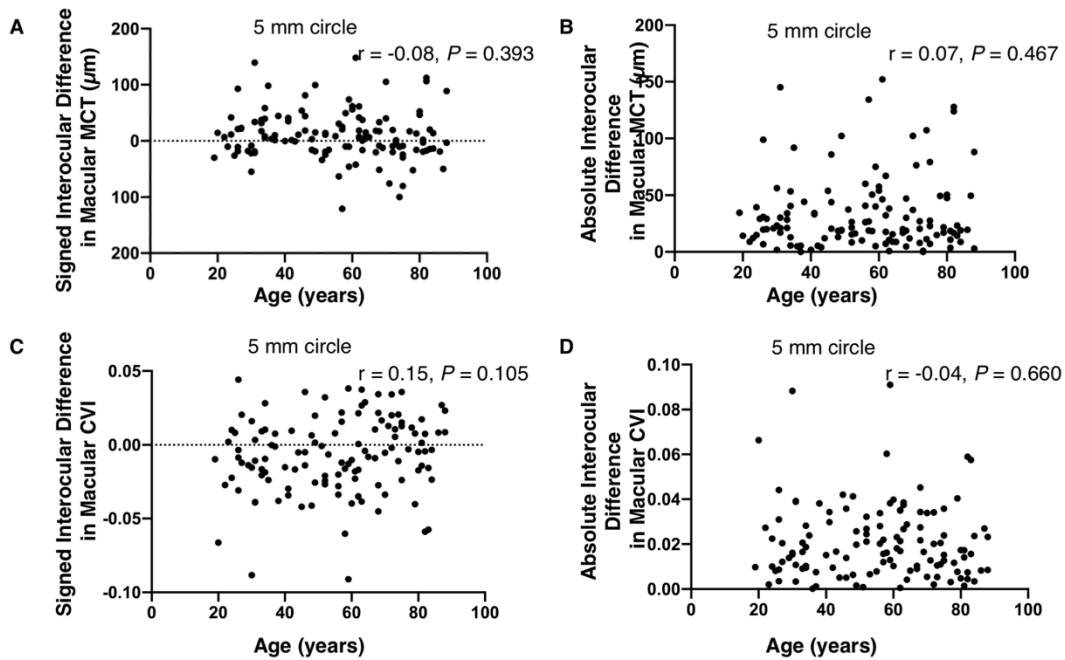 A
5 mm circle
r = -0.08, P = 0.393
Signed Interocular Difference
in Macular MCT (µm)
200
100
0
100
200
0
20
40
60
80
100
Age (years)
B
5 mm circle
r = 0.07, P = 0.467
Absolute Interocular
Difference
in Macular MCT (µm)
200
150
100
50
0
0
20
40
60
80
100
Age (years)
C
5 mm circle
r = 0.15, P = 0.105
Signed Interocular Difference
in Macular CVI
0.05
0.00
-0.05
-0.10
0
20
40
60
80
100
Age (years)
D
5 mm circle
r = -0.04, P = 0.660
Absolute Interocular
Difference
in Macular CVI
0.10
0.08
0.06
0.04
0.02
0.00
0
20
40
60
80
100
Age (years)